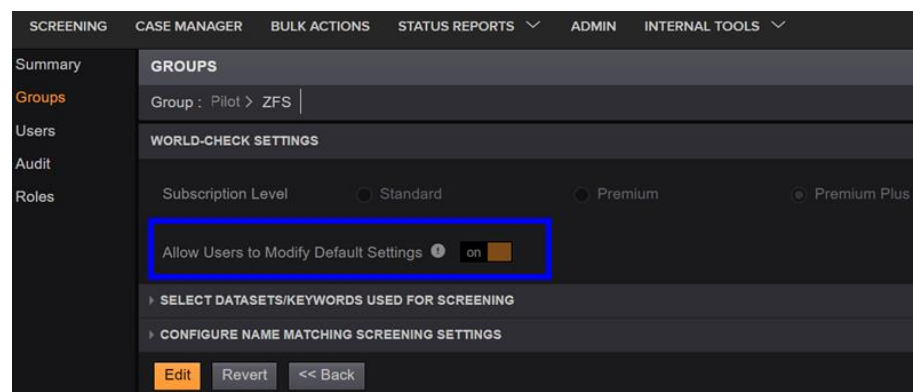 SCREENING CASE MANAGER BULK ACTIONS STATUS REPORTS ADMIN INTERNAL TOOLS
Summary
Groups
Users
Audit
Roles
GROUPS
Group : Pilot > ZFS
WORLD-CHECK SETTINGS
Subscription Level Standard Premium Premium Plus
Allow Users to Modify Default Settings on
SELECT DATASETS/KEYWORDS USED FOR SCREENING
CONFIGURE NAME MATCHING SCREENING SETTINGS
Edit Revert << Back